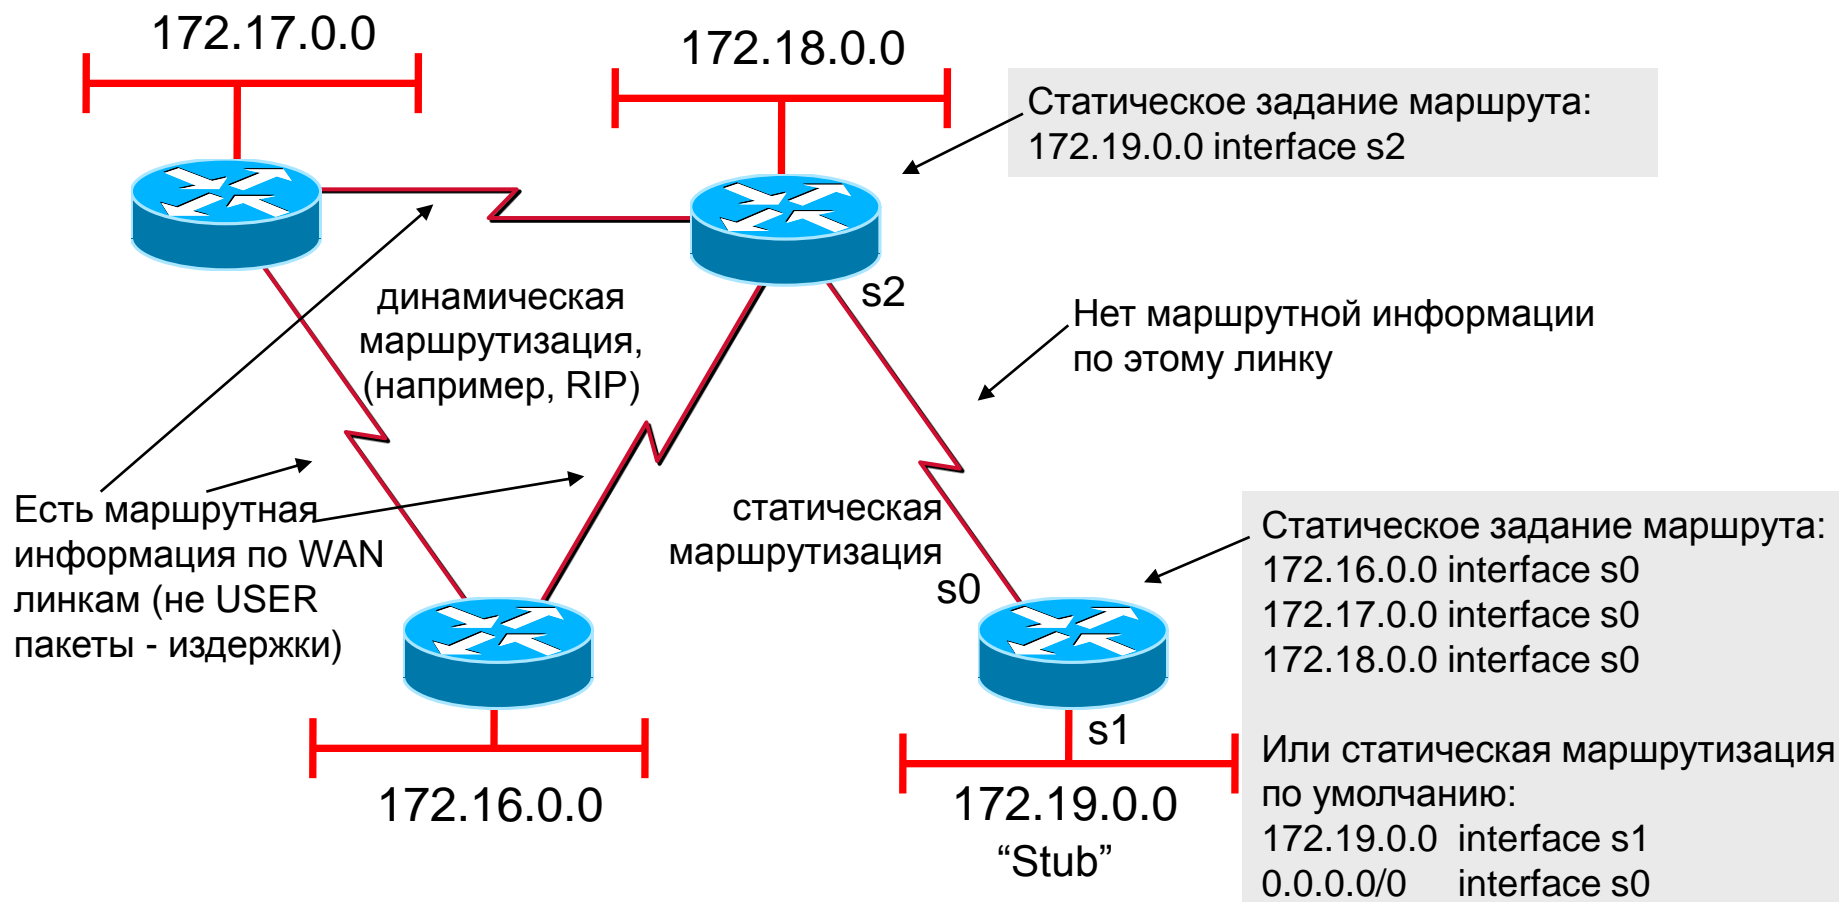 172.17.0.0
172.18.0.0
Статическое задание маршрута:
172.19.0.0 interface s2
s2
динамическая
маршрутизация,
(например, RIP)
Нет маршрутной информации
по этому линку
Есть маршрутная
информация по WAN
линкам (не USER
пакеты - издержки)
статическая
маршрутизация
s0
Статическое задание маршрута:
172.16.0.0 interface s0
172.17.0.0 interface s0
172.18.0.0 interface s0
Или статическая маршрутизация
по умолчанию:
172.19.0.0 interface s1
0.0.0.0/0 interface s0
s1
172.16.0.0
172.19.0.0
“Stub”